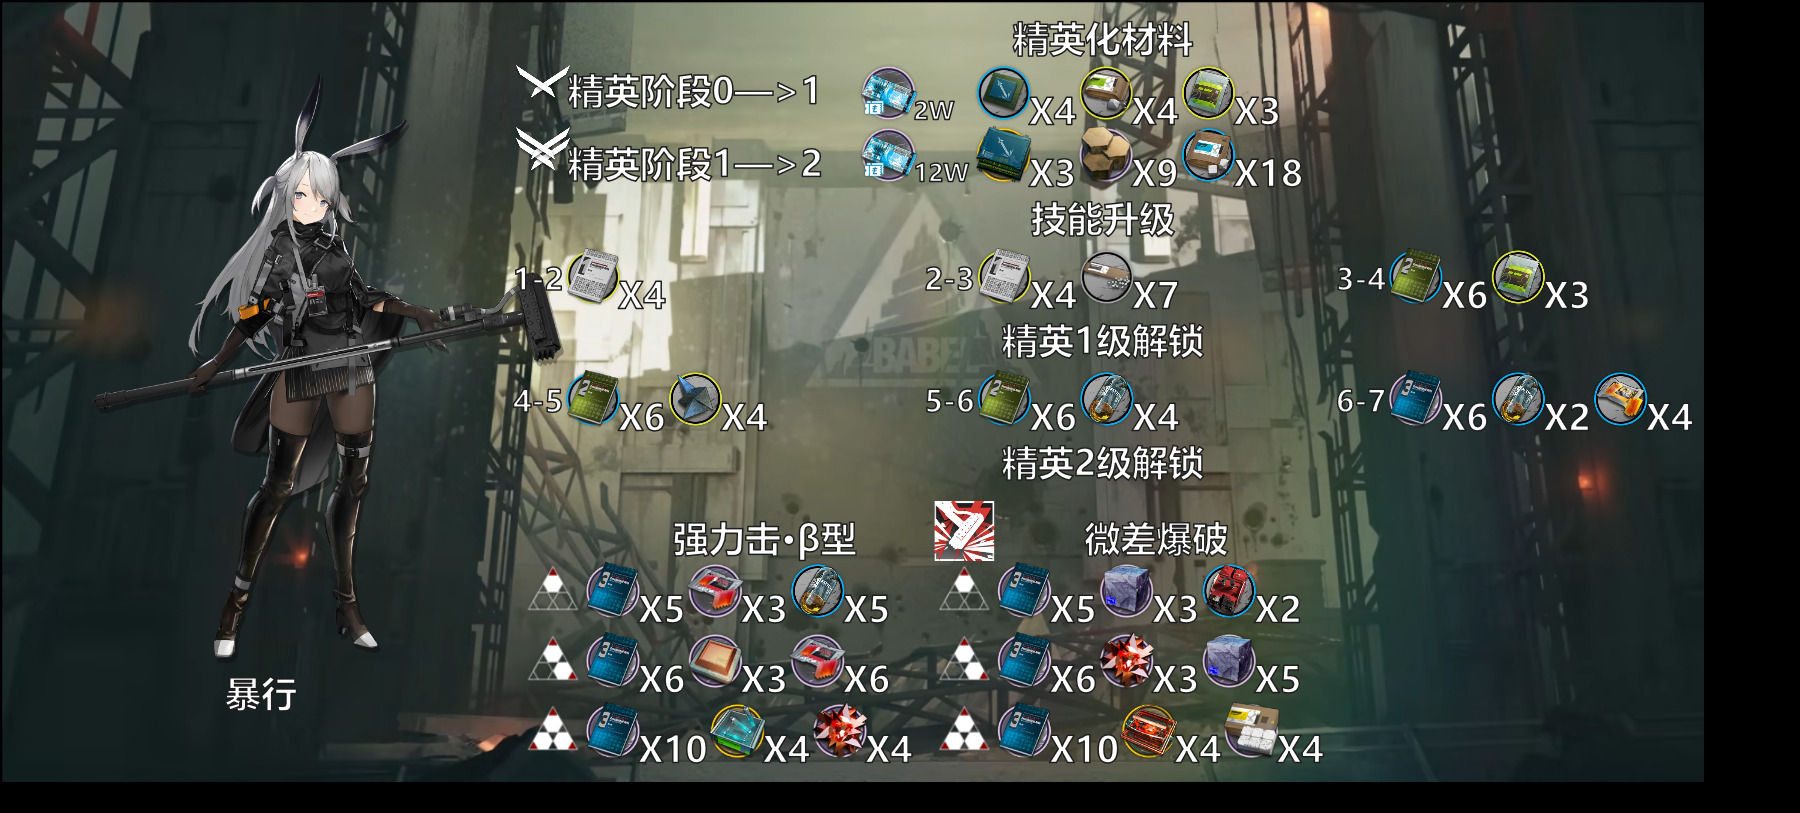 精英化材料
精英阶段0—>1 2W X4 X4 X3
精英阶段1—>2 12W X3 X9 X18
技能升级
1-2 X4 2-3 X4 X7 3-4 X6 X3
精英1级解锁
BABEL
4-5 X6 X4 5-6 X6 X4 6-7 X6 X2 X4
精英2级解锁
强力击·β型 微差爆破
X5 X3 X5 X5 X3 X2
X6 X3 X6 X6 X3 X5
暴行
X10 X4 X4 X10 X4 X4